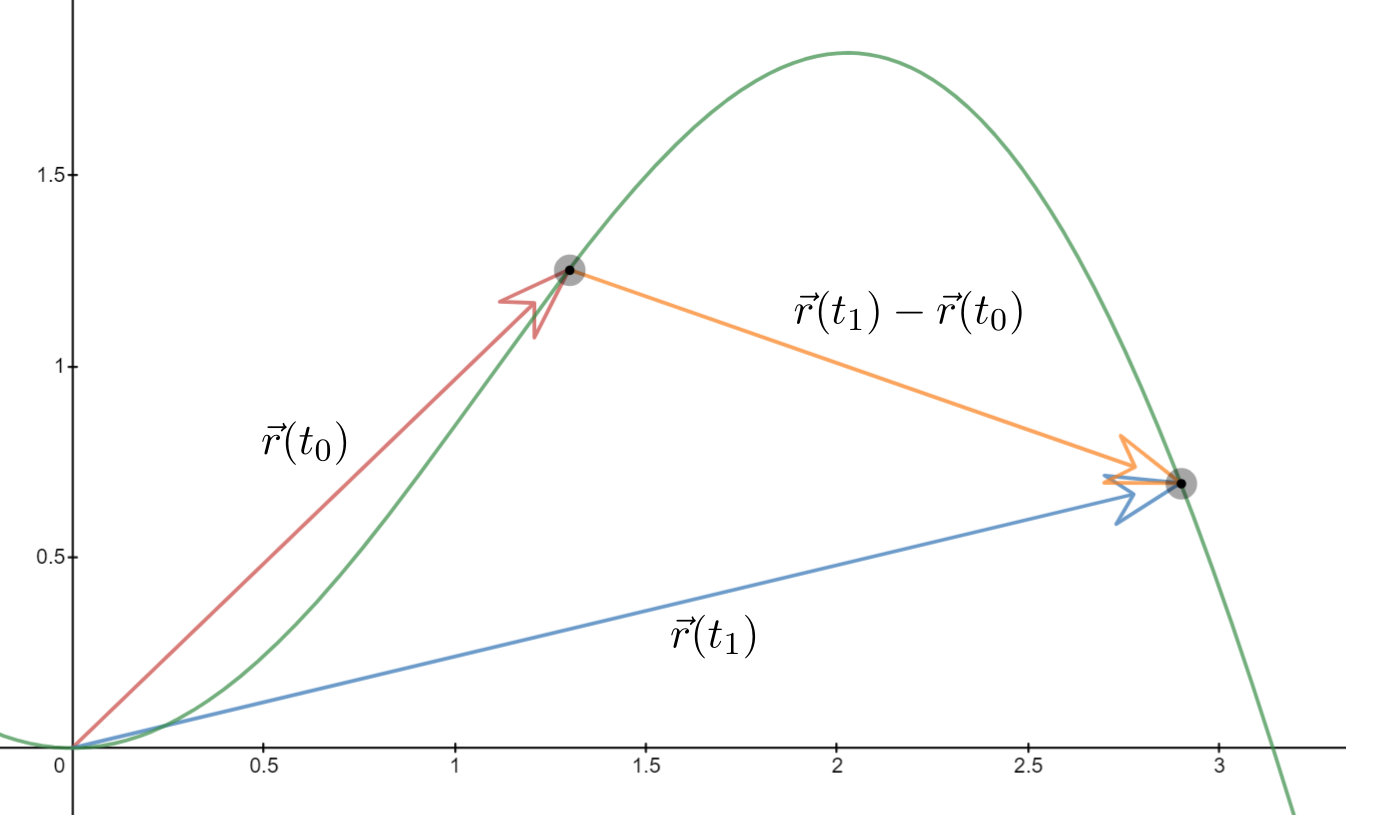 1.5
1
0.5
0 0.5 1 1.5 2 2.5 3
r⃗(t₀)
r⃗(t₁) − r⃗(t₀)
r⃗(t₁)